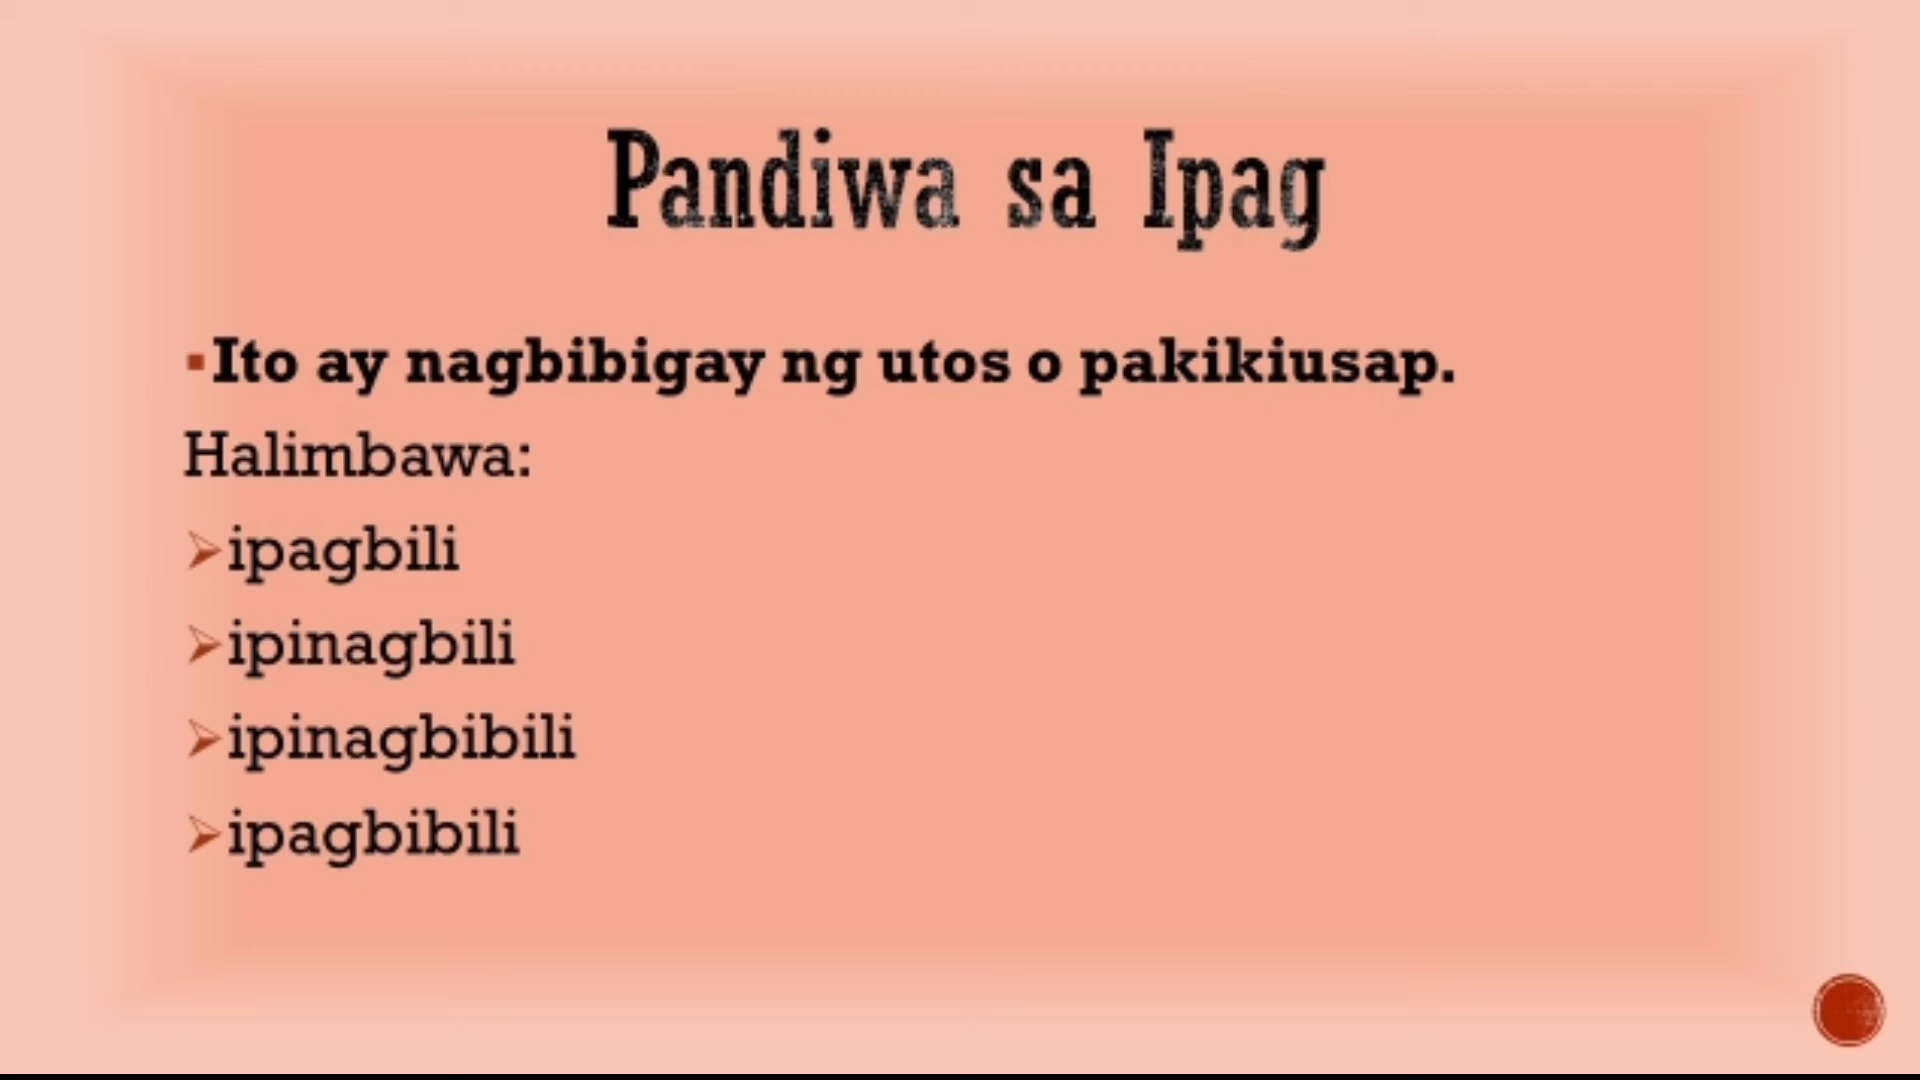 Pandiwa sa Ipag
▪Ito ay nagbibigay ng utos o pakikiusap.
Halimbawa:
➢ipagbili
➢ipinagbili
➢ipinagbibili
➢ipagbibili